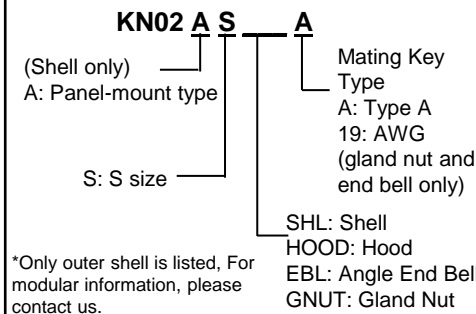 KN02 A S ___ A
(Shell only)
A: Panel-mount type
S: S size
*Only outer shell is listed, For
modular information, please
contact us.
Mating Key
Type
A: Type A
19: AWG
(gland nut and
end bell only)
SHL: Shell
HOOD: Hood
EBL: Angle End Bel
GNUT: Gland Nut